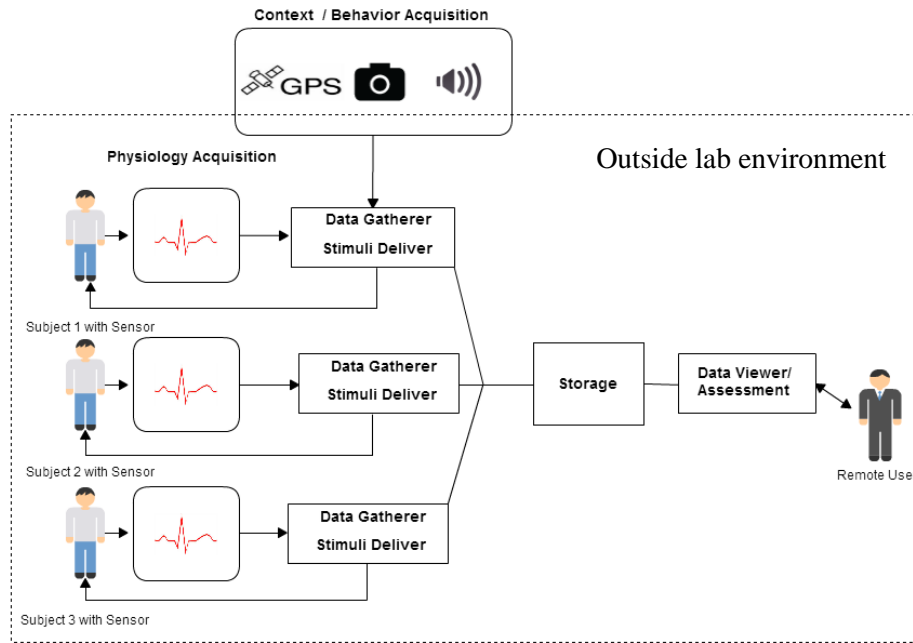 Context / Behavior Acquisition
GPS
Physiology Acquisition
Outside lab environment
Data Gatherer
Stimuli Deliver
Subject 1 with Sensor
Data Gatherer
Stimuli Deliver
Storage
Data Viewer/
Assessment
Subject 2 with Sensor
Remote Use
Data Gatherer
Stimuli Deliver
Subject 3 with Sensor